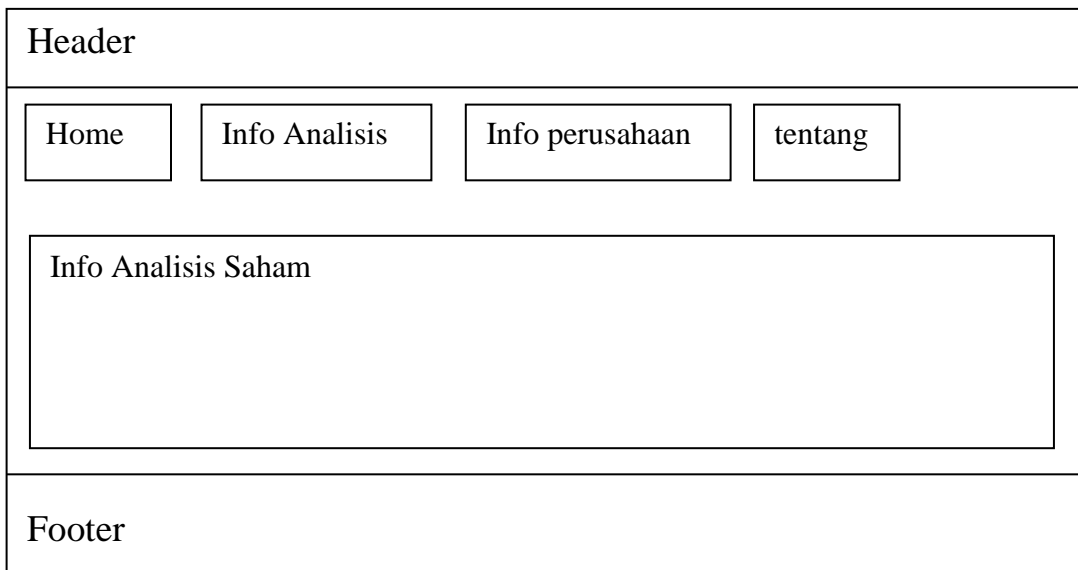 Header
Home
Info Analisis
Info perusahaan
tentang
Info Analisis Saham
Footer